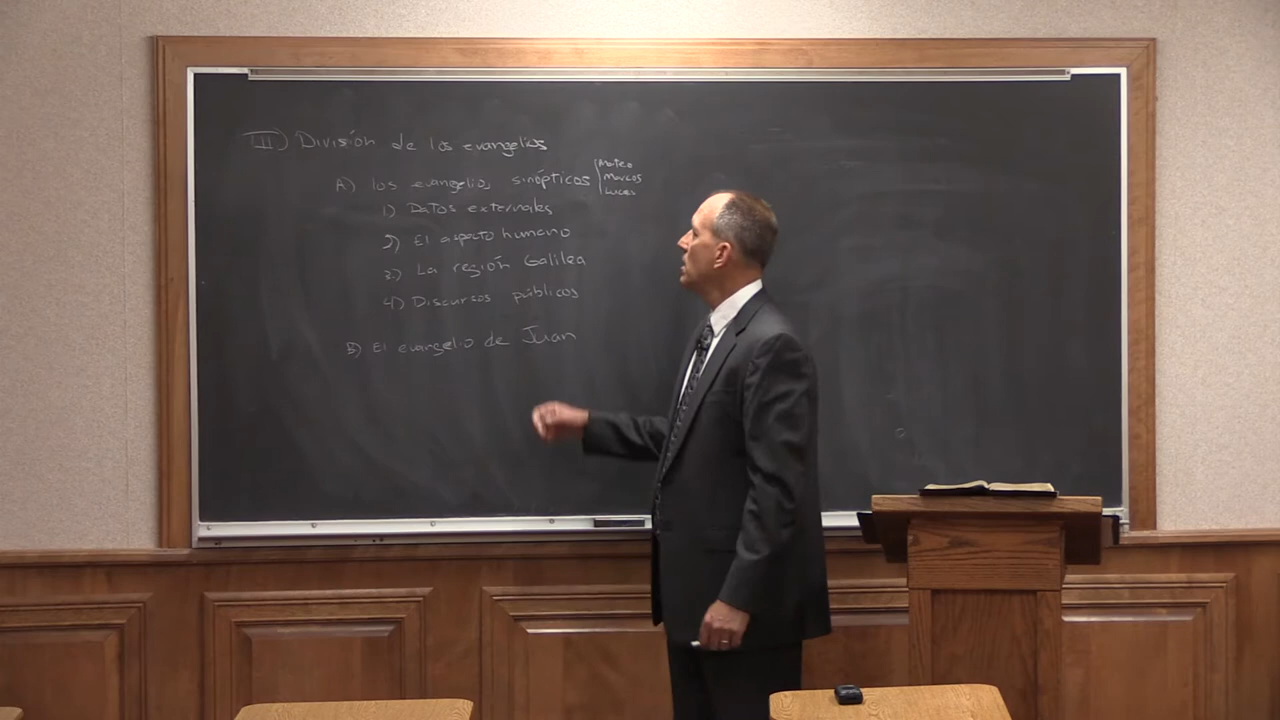 III) División de los evangelios
A) Los evangelios sinópticos { Mateo
Marcos
Lucas
1) Datos externales
2) El aspecto humano
3) La región Galilea
4) Discursos públicos
B) El evangelio de Juan